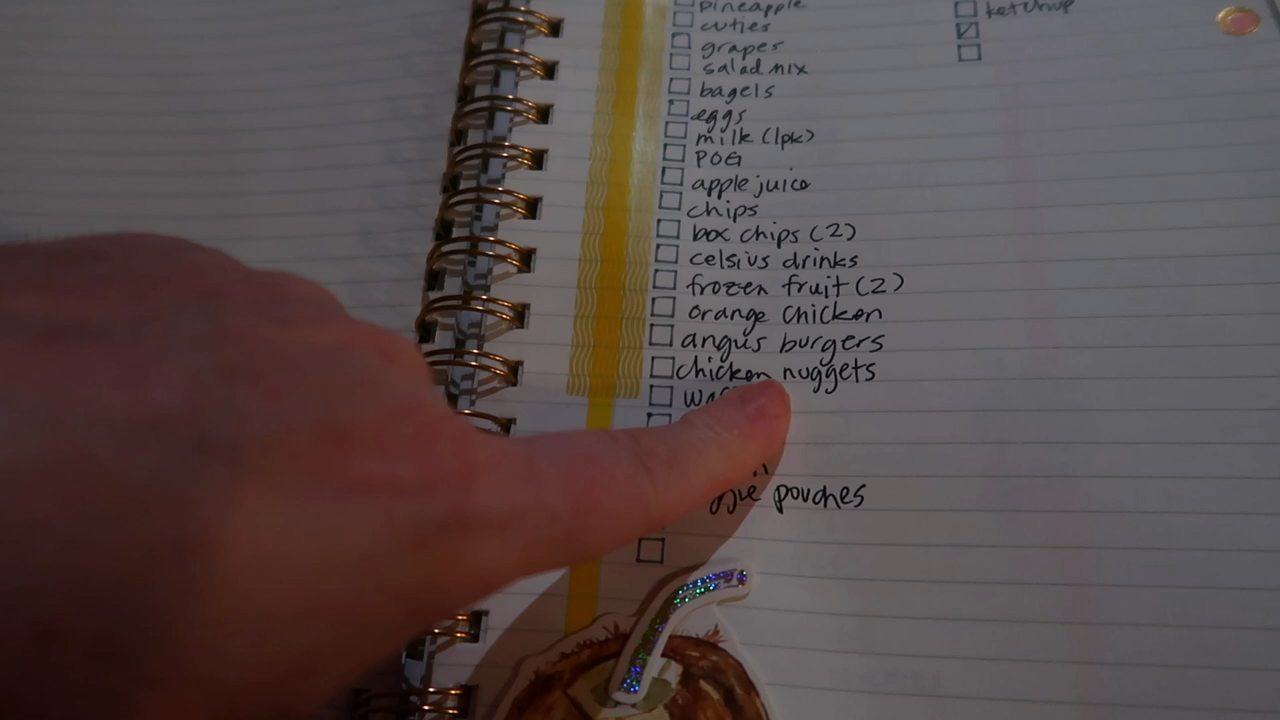 pineapple
cuties
grapes
salad mix
bagels
eggs
milk (1pk)
POG
apple juice
chips
box chips (2)
celsius drinks
frozen fruit (2)
orange chicken
angus burgers
chicken nuggets
pouches
ketchup